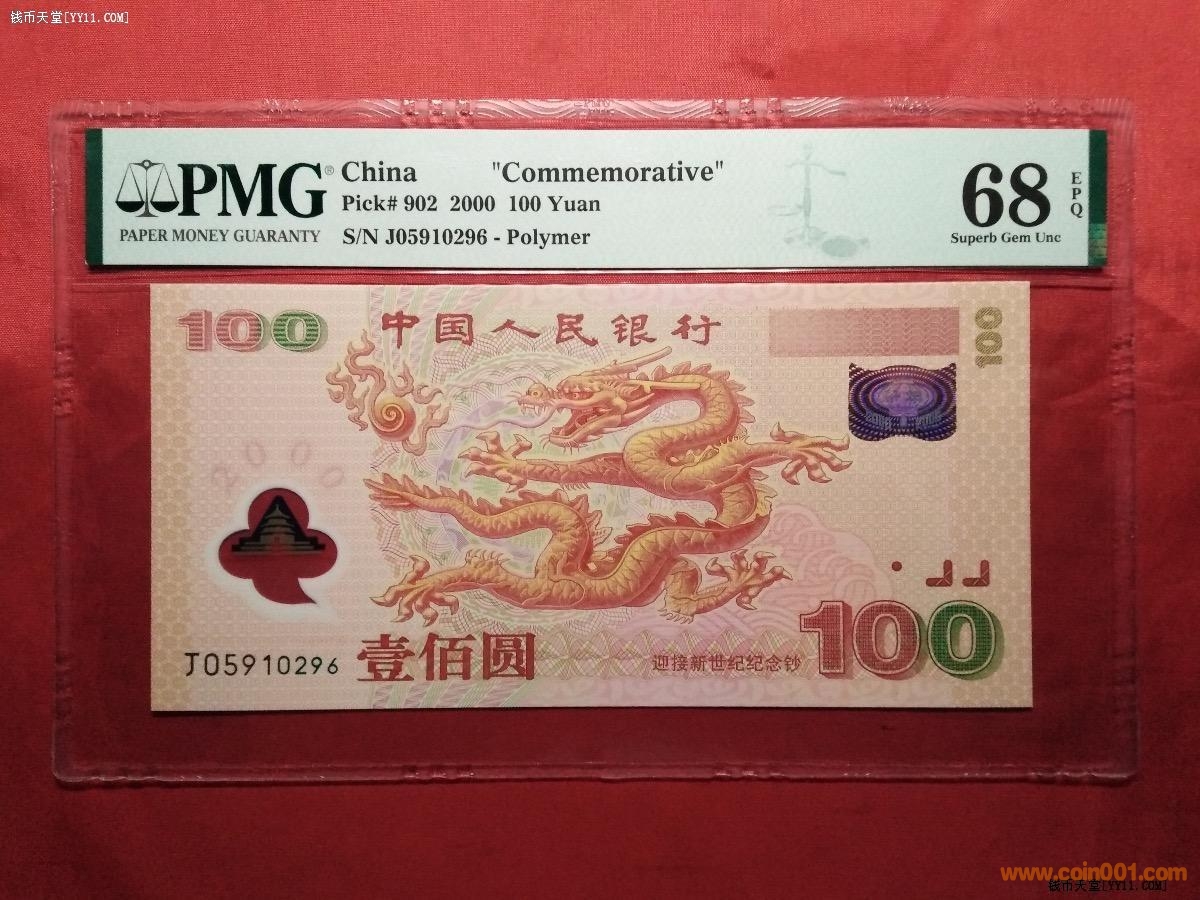 钱币天堂[YY11.COM]
PMG®
PAPER MONEY GUARANTY
China "Commemorative"
Pick# 902 2000 100 Yuan
S/N J05910296 - Polymer
68
EPQ
Superb Gem Unc
100
中国人民银行
100
2000
J05910296
壹佰圆
迎接新世纪纪念钞
100
www.coin001.com
钱币天堂[YY11.COM]